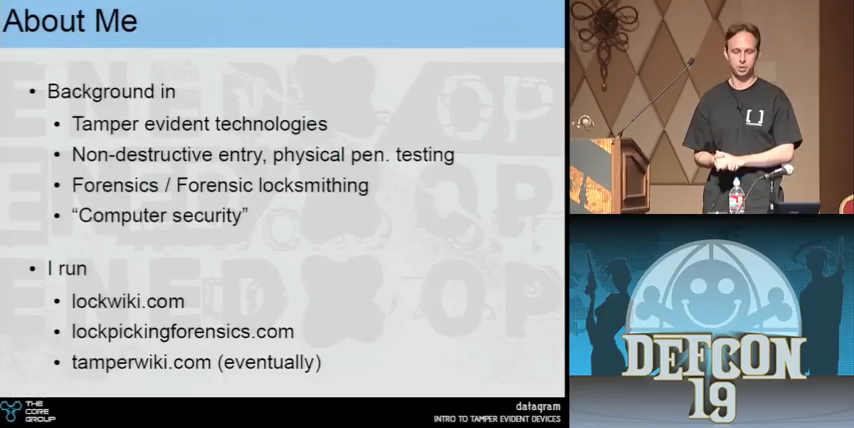 About Me
• Background in
• Tamper evident technologies
• Non-destructive entry, physical pen. testing
• Forensics / Forensic locksmithing
• “Computer security”
• I run
• lockwiki.com
• lockpickingforensics.com
• tamperwiki.com (eventually)
THE
CORE
GROUP
datagram
INTRO TO TAMPER EVIDENT DEVICES
DEFCON
19